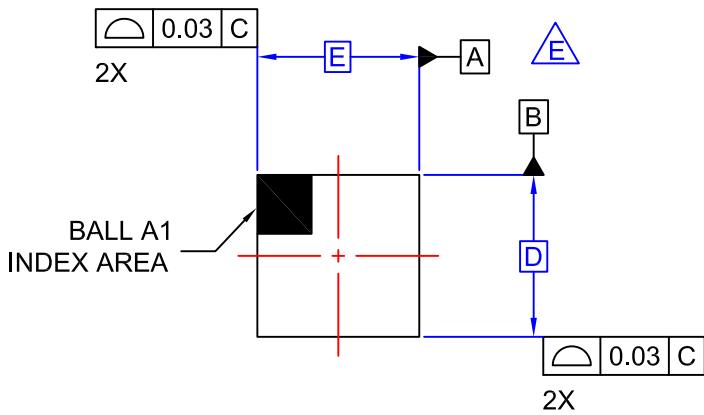 0.03 C
2X
E
A
E
B
BALL A1
INDEX AREA
D
0.03 C
2X